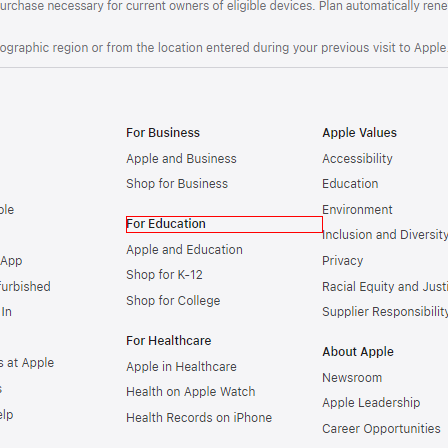 urchase necessary for current owners of eligible devices. Plan automatically rene
ographic region or from the location entered during your previous visit to Apple.
For Business
Apple and Business
Shop for Business
For Education
Apple and Education
Shop for K-12
Shop for College
For Healthcare
Apple in Healthcare
Health on Apple Watch
Health Records on iPhone
Apple Values
Accessibility
Education
Environment
Inclusion and Diversity
Privacy
Racial Equity and Justi
Supplier Responsibility
About Apple
Newsroom
Apple Leadership
Career Opportunities
App
furbished
In
s at Apple
elp